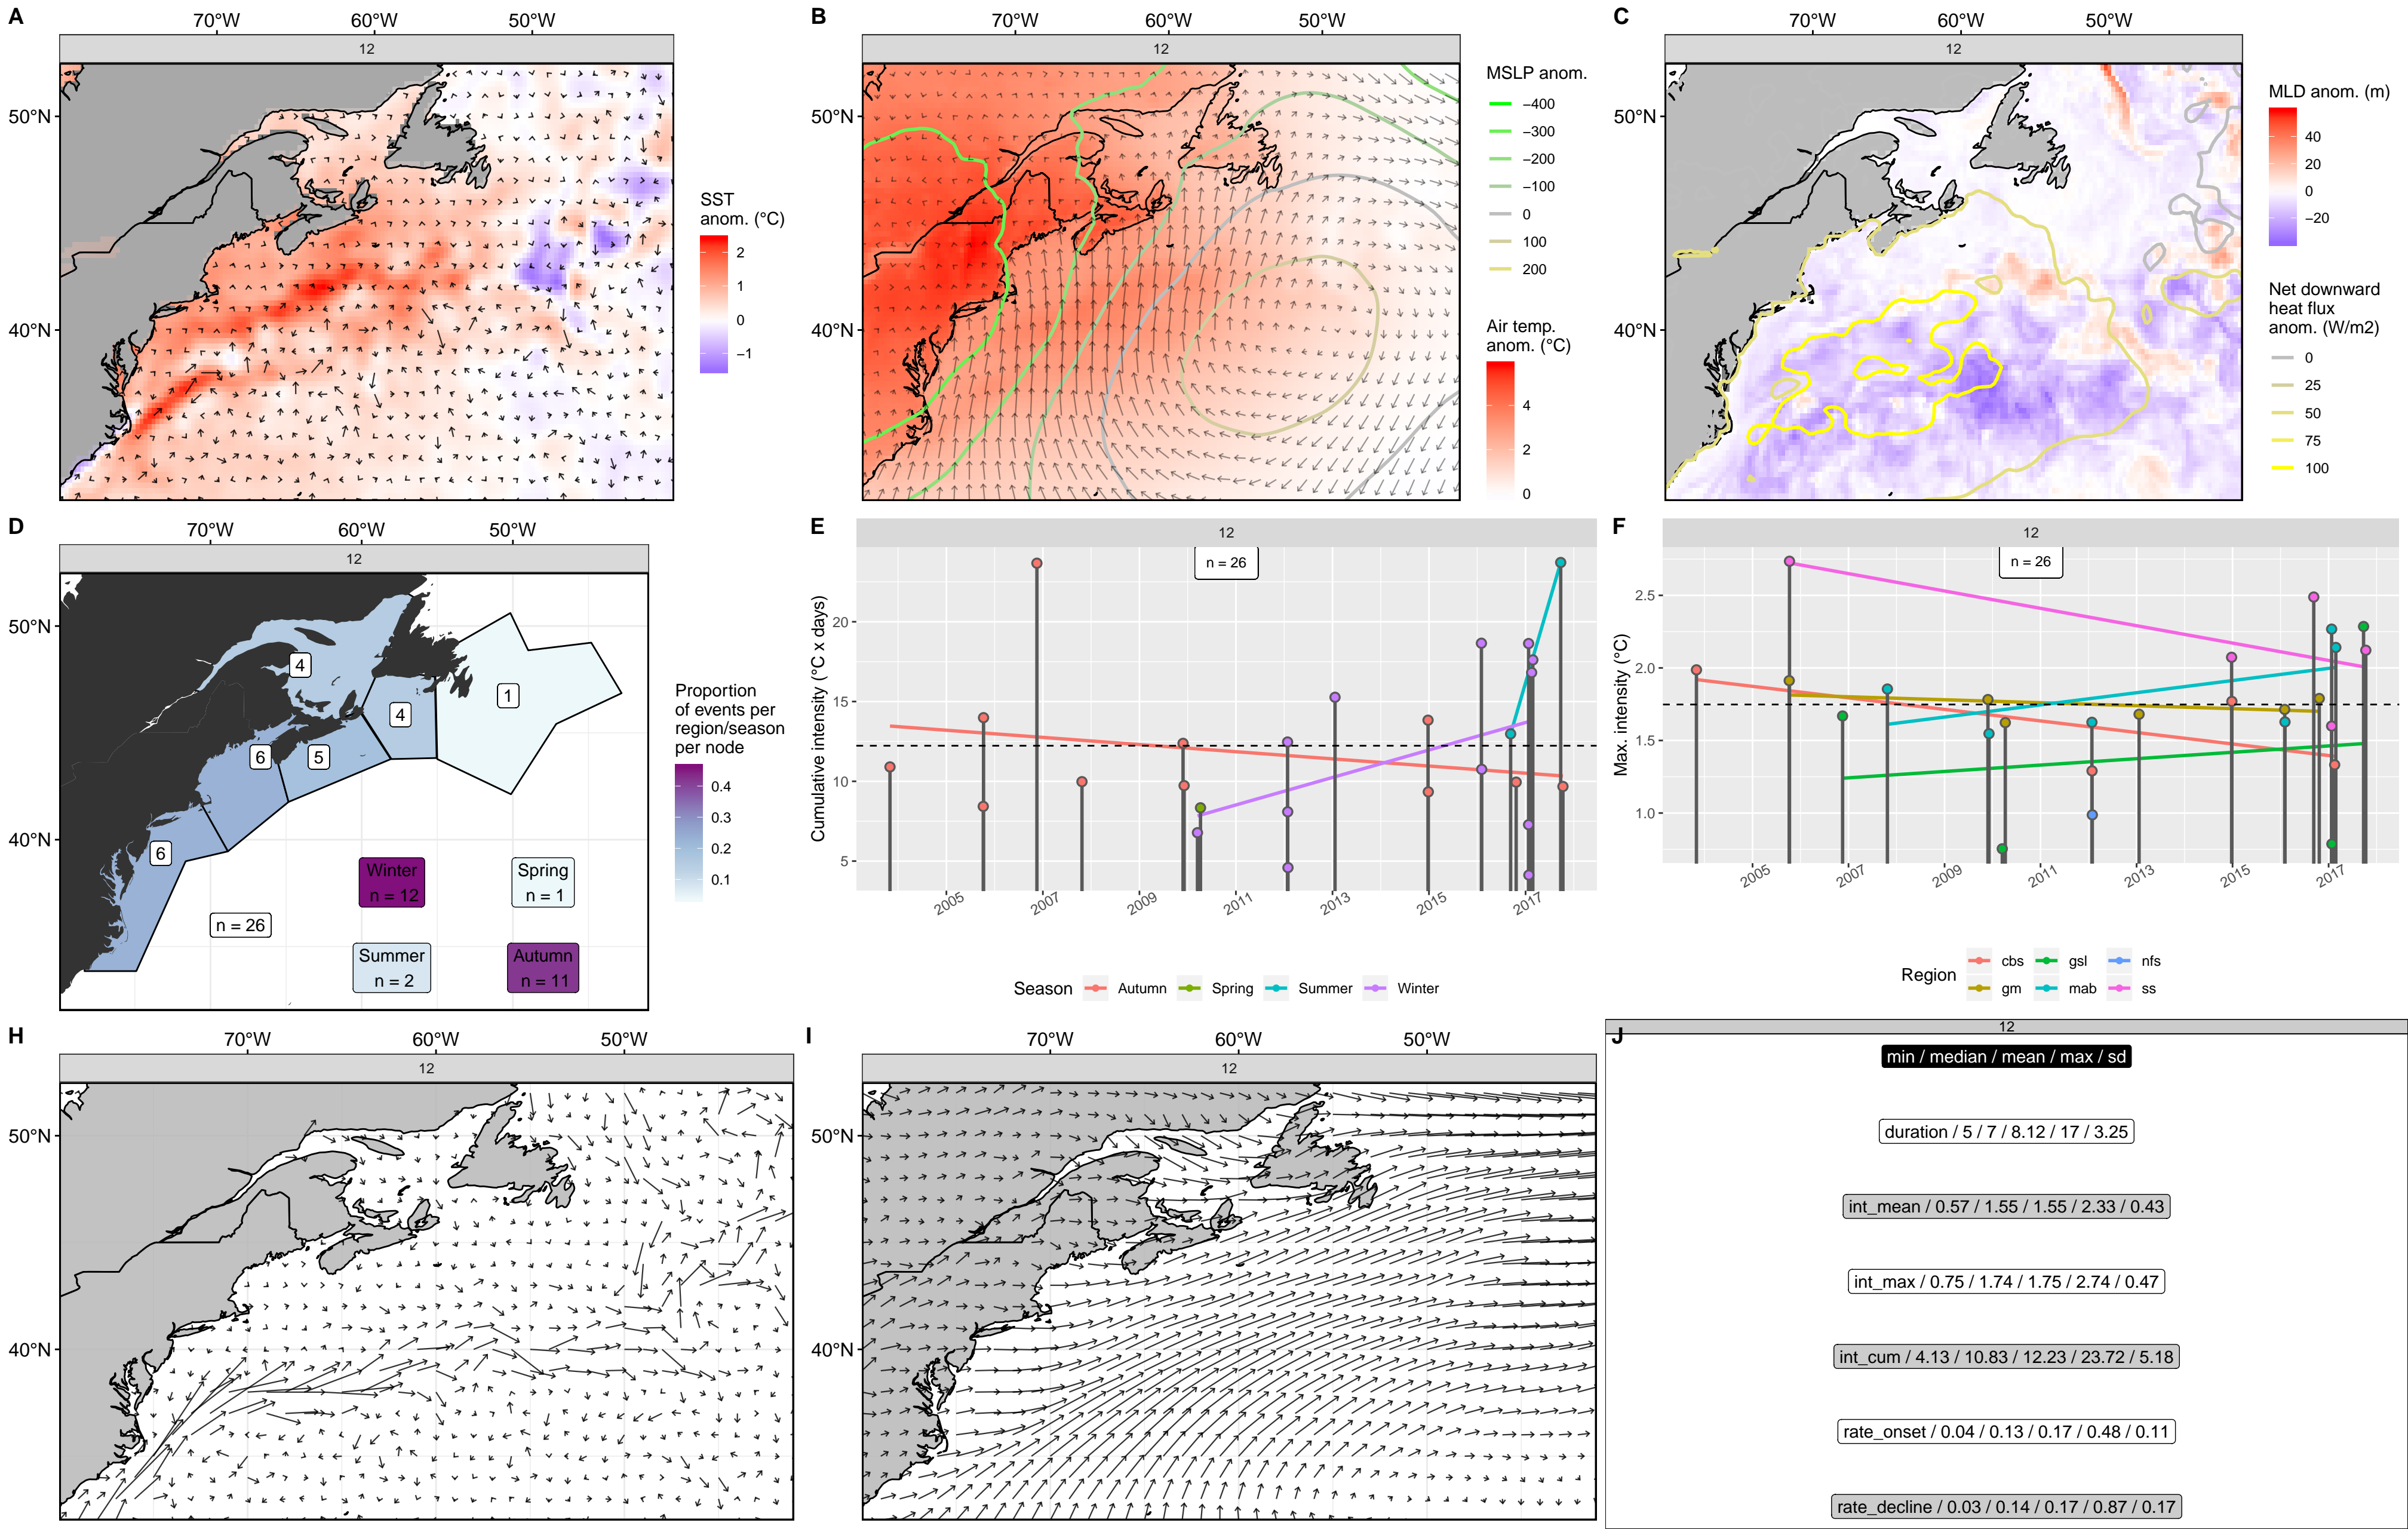 A
70°W 60°W 50°W
12
50°N
40°N
SST
anom. (°C)
2
1
0
−1
B
70°W 60°W 50°W
12
50°N
40°N
MSLP anom.
−400
−300
−200
−100
0
100
200
Air temp.
anom. (°C)
4
2
0
C
70°W 60°W 50°W
12
50°N
40°N
MLD anom. (m)
40
20
0
−20
Net downward
heat flux
anom. (W/m2)
0
25
50
75
100
D
70°W 60°W 50°W
12
50°N
40°N
4
4
1
6
5
6
n = 26
Winter
n = 12
Spring
n = 1
Summer
n = 2
Autumn
n = 11
Proportion
of events per
region/season
per node
0.4
0.3
0.2
0.1
E
12
n = 26
Cumulative intensity (°C x days)
20
15
10
5
2005 2007 2009 2011 2013 2015 2017
Season Autumn Spring Summer Winter
F
12
n = 26
Max. intensity (°C)
2.5
2.0
1.5
1.0
2005 2007 2009 2011 2013 2015 2017
Region
cbs gsl nfs
gm mab ss
H
70°W 60°W 50°W
12
50°N
40°N
I
70°W 60°W 50°W
12
50°N
40°N
J
12
min / median / mean / max / sd
duration / 5 / 7 / 8.12 / 17 / 3.25
int_mean / 0.57 / 1.55 / 1.55 / 2.33 / 0.43
int_max / 0.75 / 1.74 / 1.75 / 2.74 / 0.47
int_cum / 4.13 / 10.83 / 12.23 / 23.72 / 5.18
rate_onset / 0.04 / 0.13 / 0.17 / 0.48 / 0.11
rate_decline / 0.03 / 0.14 / 0.17 / 0.87 / 0.17